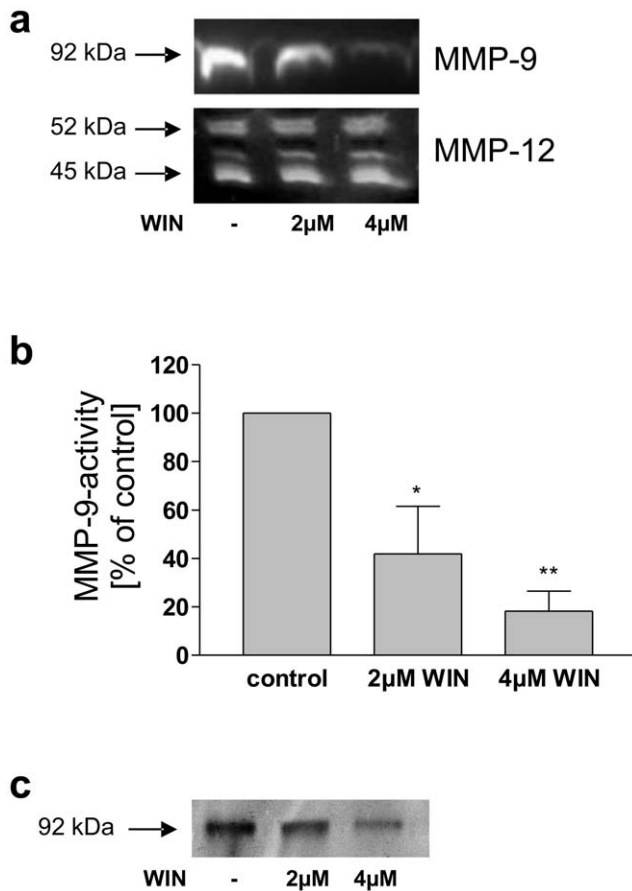 a
92 kDa
MMP-9
52 kDa
45 kDa
MMP-12
WIN - 2µM 4µM
b
MMP-9-activity
[% of control]
120
100
80
60
40
20
0
*
**
control 2µM WIN 4µM WIN
c
92 kDa
WIN - 2µM 4µM